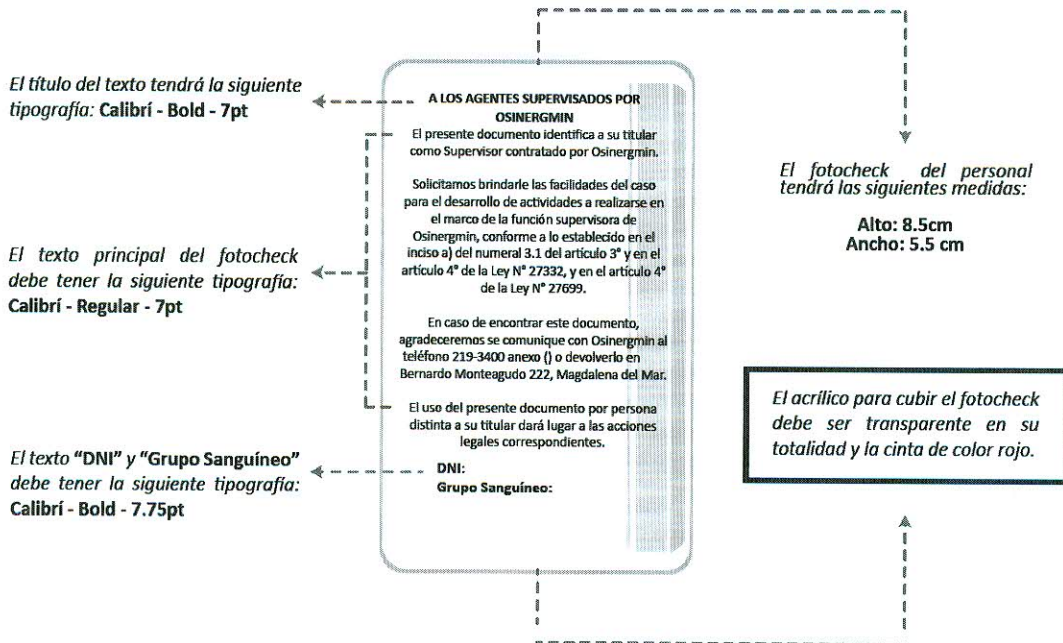 El título del texto tendrá la siguiente
tipografía: Calibrí - Bold - 7pt
El texto principal del fotocheck
debe tener la siguiente tipografía:
Calibrí - Regular - 7pt
El texto "DNI" y "Grupo Sanguíneo"
debe tener la siguiente tipografía:
Calibrí - Bold - 7.75pt
A LOS AGENTES SUPERVISADOS POR
OSINERGMIN
El presente documento identifica a su titular
como Supervisor contratado por Osinergmin.
Solicitamos brindarle las facilidades del caso
para el desarrollo de actividades a realizarse en
el marco de la función supervisora de
Osinergmin, conforme a lo establecido en el
inciso a) del numeral 3.1 del artículo 3° y en el
artículo 4° de la Ley N° 27332, y en el artículo 4°
de la Ley N° 27699.
En caso de encontrar este documento,
agradeceremos se comunique con Osinergmin al
teléfono 219-3400 anexo () o devolverlo en
Bernardo Monteagudo 222, Magdalena del Mar.
El uso del presente documento por persona
distinta a su titular dará lugar a las acciones
legales correspondientes.
DNI:
Grupo Sanguíneo:
El fotocheck del personal
tendrá las siguientes medidas:
Alto: 8.5cm
Ancho: 5.5 cm
El acrílico para cubir el fotocheck
debe ser transparente en su
totalidad y la cinta de color rojo.